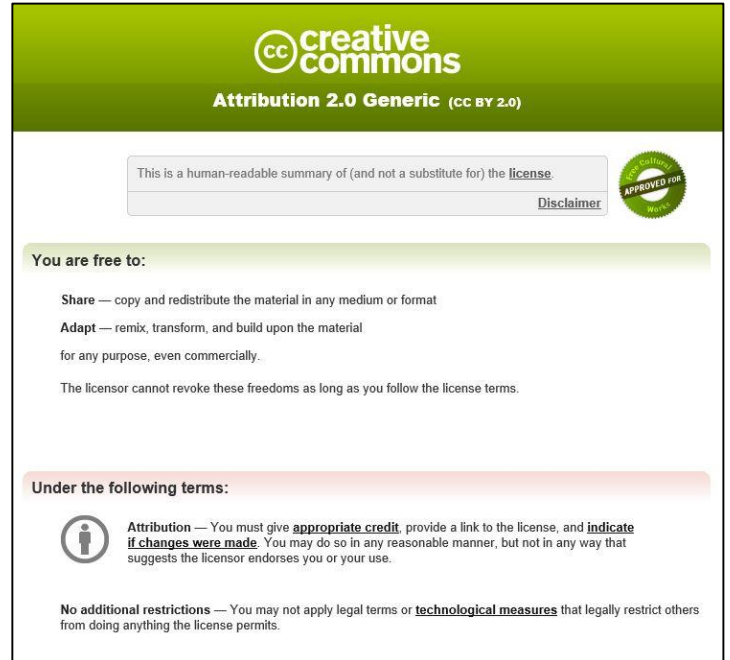 cc creative commons
Attribution 2.0 Generic (CC BY 2.0)
This is a human-readable summary of (and not a substitute for) the license.
Disclaimer
Free Cultural
APPROVED FOR
Works
You are free to:
Share — copy and redistribute the material in any medium or format
Adapt — remix, transform, and build upon the material
for any purpose, even commercially.
The licensor cannot revoke these freedoms as long as you follow the license terms.
Under the following terms:
Attribution — You must give appropriate credit, provide a link to the license, and indicate
if changes were made. You may do so in any reasonable manner, but not in any way that
suggests the licensor endorses you or your use.
No additional restrictions — You may not apply legal terms or technological measures that legally restrict others
from doing anything the license permits.